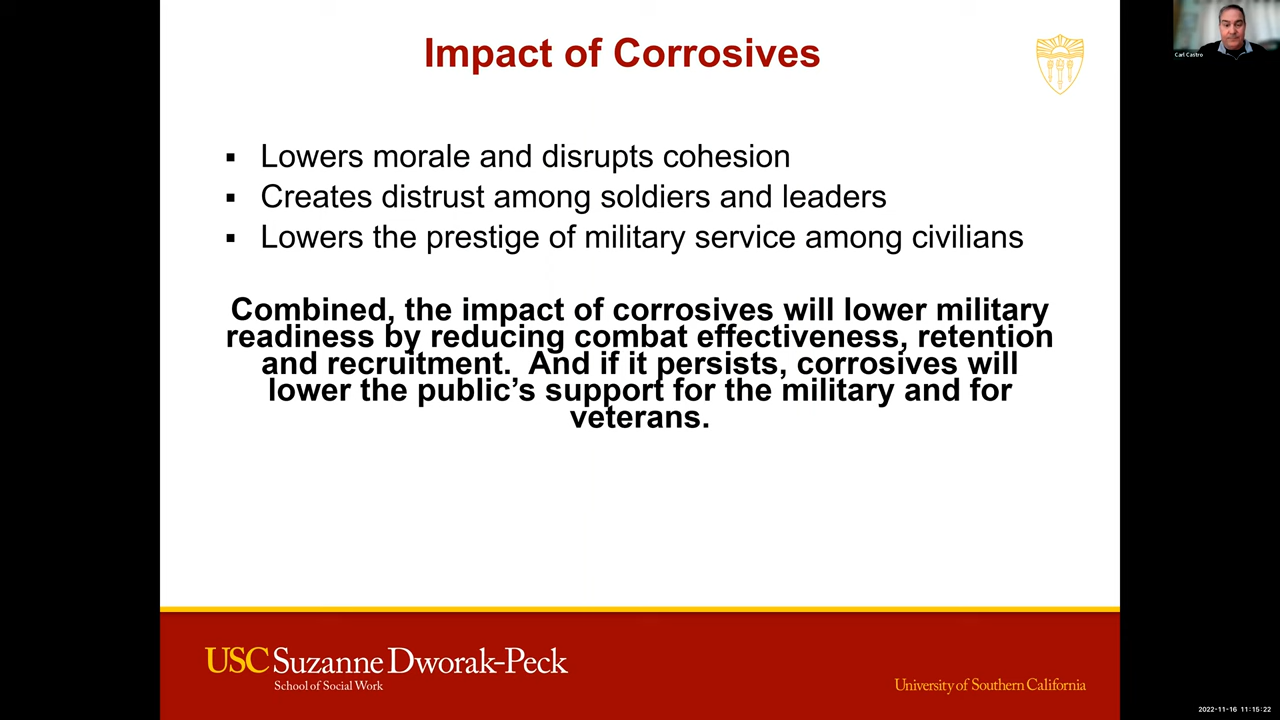 Impact of Corrosives
Carl Castro
▪ Lowers morale and disrupts cohesion
▪ Creates distrust among soldiers and leaders
▪ Lowers the prestige of military service among civilians
Combined, the impact of corrosives will lower military
readiness by reducing combat effectiveness, retention
and recruitment.  And if it persists, corrosives will
lower the public’s support for the military and for
veterans.
USC Suzanne Dworak-Peck
School of Social Work
University of Southern California
2022-11-16 11:15:22